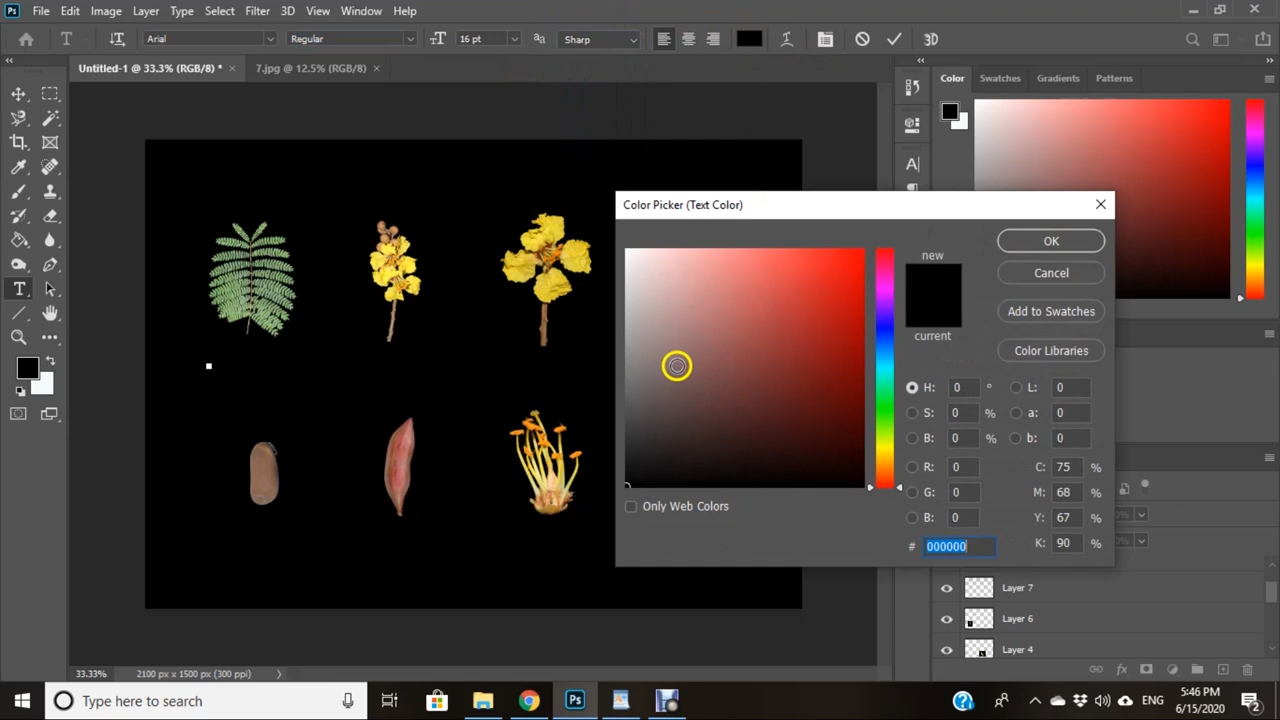 Ps File Edit Image Layer Type Select Filter 3D View Window Help
T Arial Regular 16 pt Sharp 3D
Untitled-1 @ 33.3% (RGB/8) * × 7.jpg @ 12.5% (RGB/8) ×
Color Swatches Gradients Patterns
Color Picker (Text Color)
OK
new
Cancel
Add to Swatches
current
Color Libraries
H: 0 ° L: 0
S: 0 % a: 0
B: 0 % b: 0
R: 0 C: 75 %
G: 0 M: 68 %
B: 0 Y: 67 %
# 000000 K: 90 %
Only Web Colors
Layer 7
Layer 6
Layer 4
33.33% 2100 px x 1500 px (300 ppi)
Type here to search
ENG
5:46 PM
6/15/2020
2